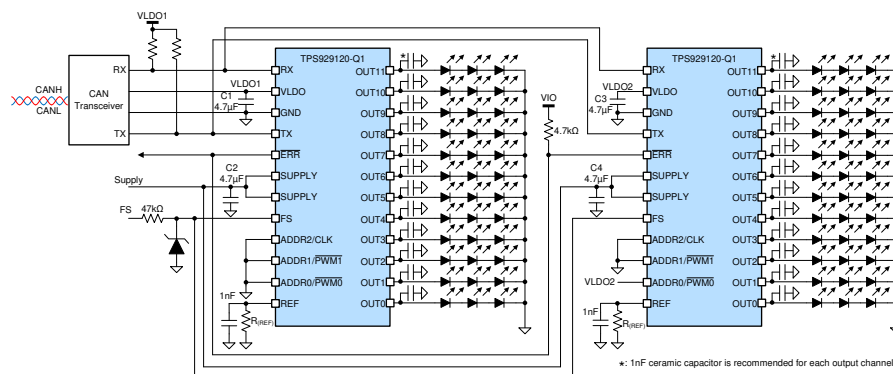 VLDO1
TPS929120-Q1
TPS929120-Q1
CANH
CANL
CAN
Transceiver
RX
TX
VLDO1
C1
4.7µF
RX
VLDO
GND
TX
ERR
SUPPLY
SUPPLY
FS
ADDR2/CLK
ADDR1/PWM1
ADDR0/PWM0
REF
OUT11
OUT10
OUT9
OUT8
OUT7
OUT6
OUT5
OUT4
OUT3
OUT2
OUT1
OUT0
*
Supply
C2
4.7µF
FS
47kΩ
1nF
R(REF)
VIO
4.7kΩ
VLDO2
C3
4.7µF
C4
4.7µF
VLDO2
1nF
R(REF)
RX
VLDO
GND
TX
ERR
SUPPLY
SUPPLY
FS
ADDR2/CLK
ADDR1/PWM1
ADDR0/PWM0
REF
OUT11
OUT10
OUT9
OUT8
OUT7
OUT6
OUT5
OUT4
OUT3
OUT2
OUT1
OUT0
*
*: 1nF ceramic capacitor is recommended for each output channel